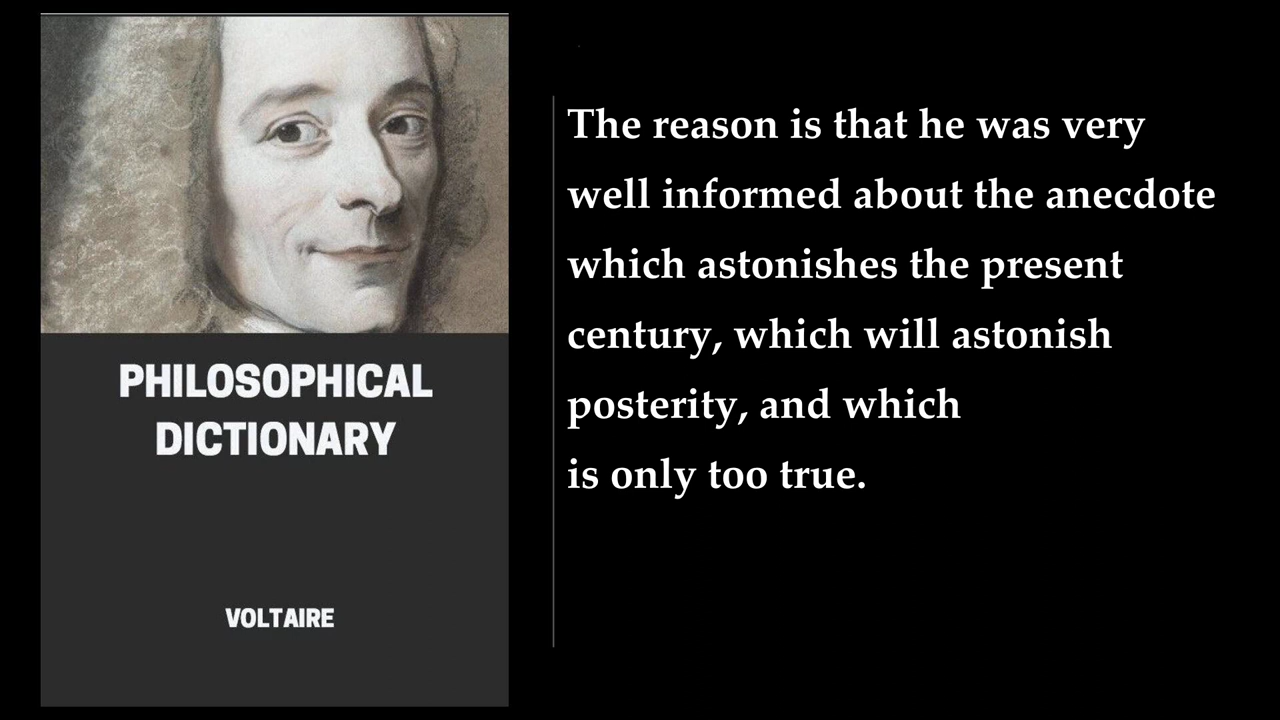 PHILOSOPHICAL
DICTIONARY
VOLTAIRE
The reason is that he was very
well informed about the anecdote
which astonishes the present
century, which will astonish
posterity, and which
is only too true.